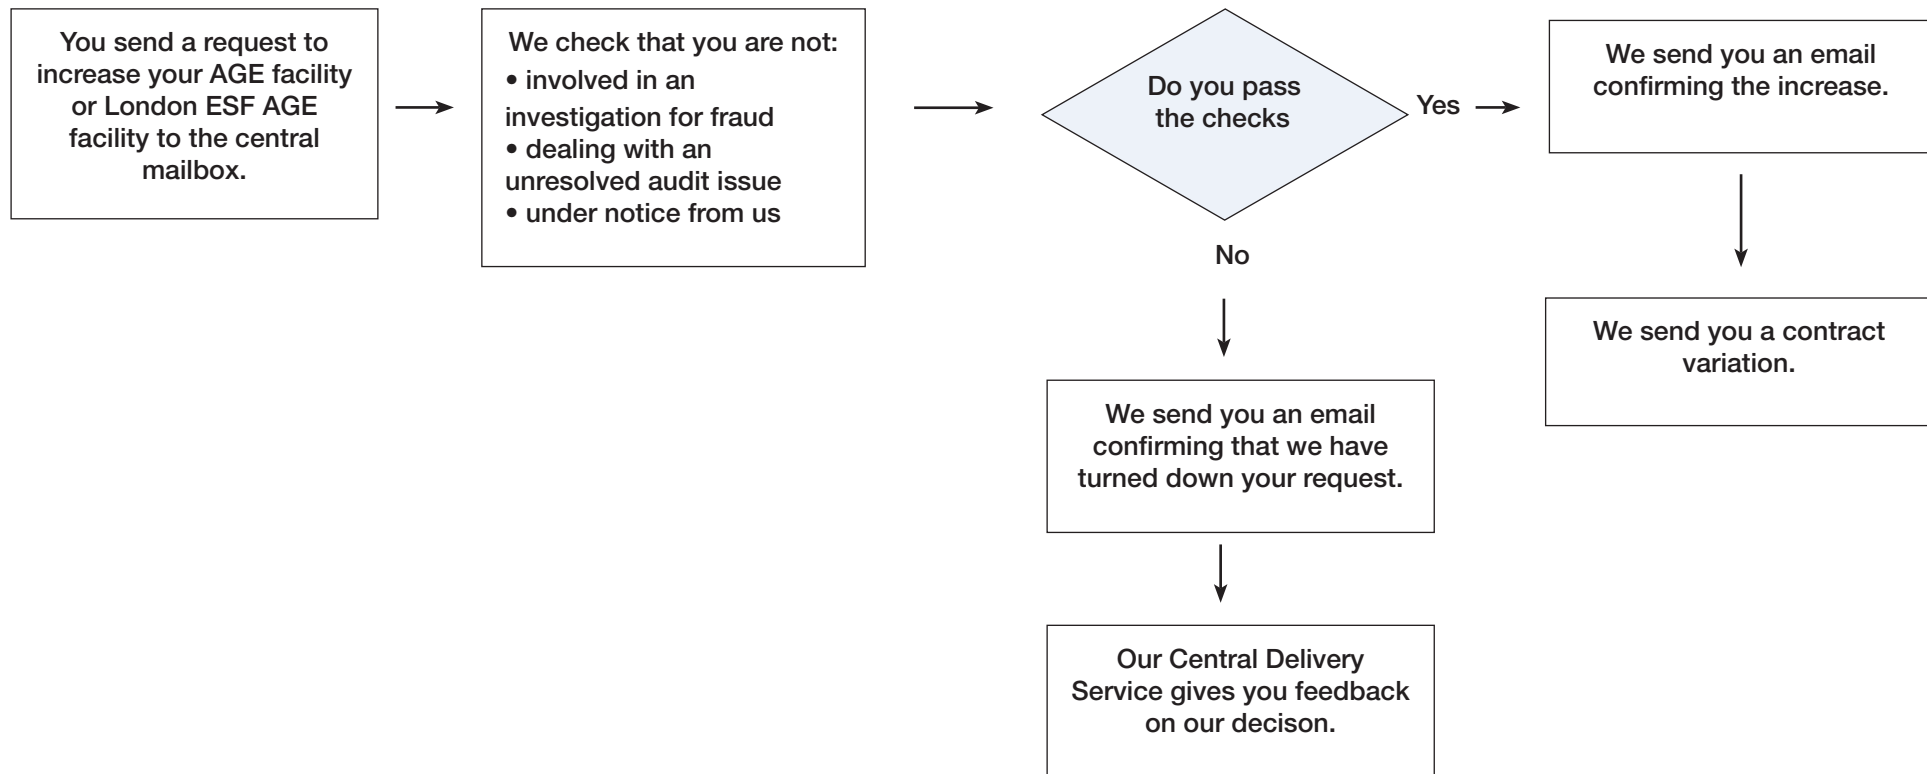 You send a request to
increase your AGE facility
or London ESF AGE
facility to the central
mailbox.
We check that you are not:
• involved in an
investigation for fraud
• dealing with an
unresolved audit issue
• under notice from us
Do you pass
the checks
Yes
We send you an email
confirming the increase.
We send you a contract
variation.
No
We send you an email
confirming that we have
turned down your request.
Our Central Delivery
Service gives you feedback
on our decison.